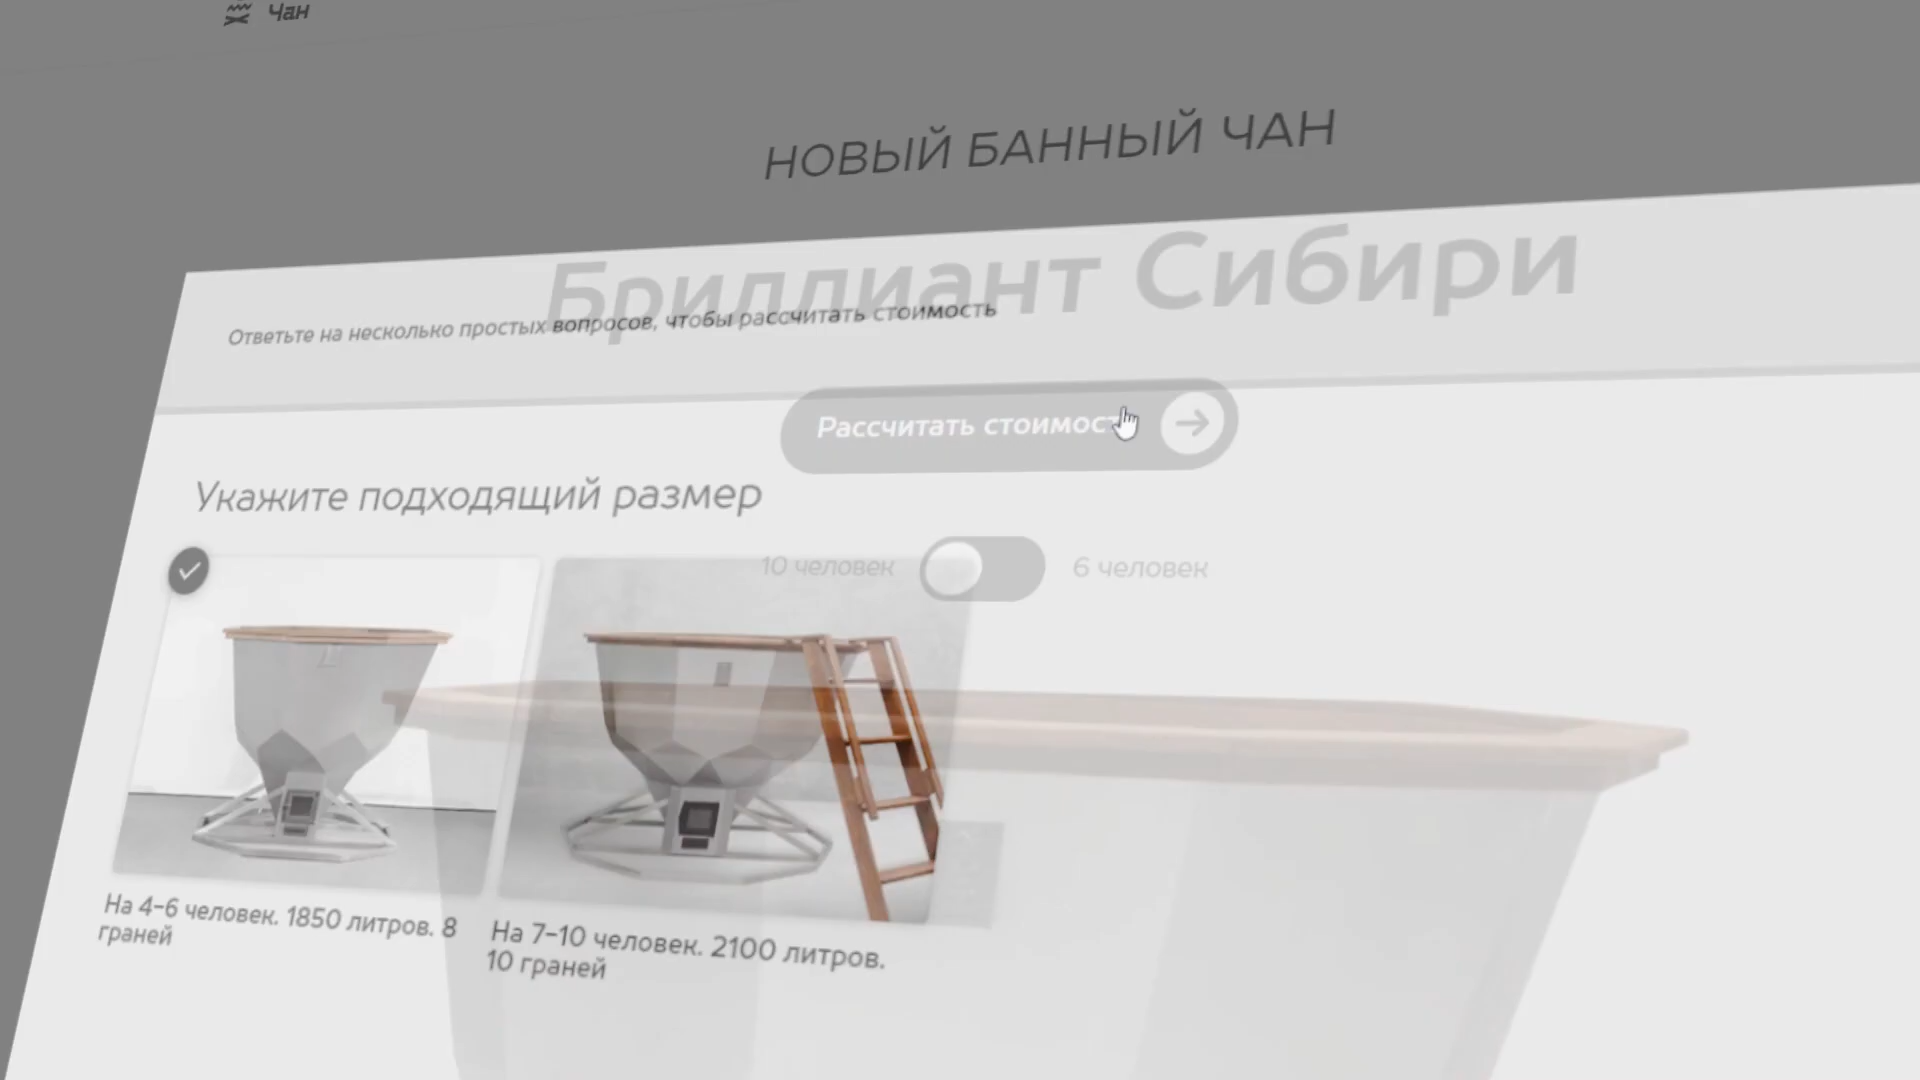 Чан
НОВЫЙ БАННЫЙ ЧАН
Бриллиант Сибири
Ответьте на несколько простых вопросов, чтобы рассчитать стоимость
Рассчитать стоимост
Укажите подходящий размер
10 человек
6 человек
На 4-6 человек. 1850 литров. 8
граней
На 7-10 человек. 2100 литров.
10 граней